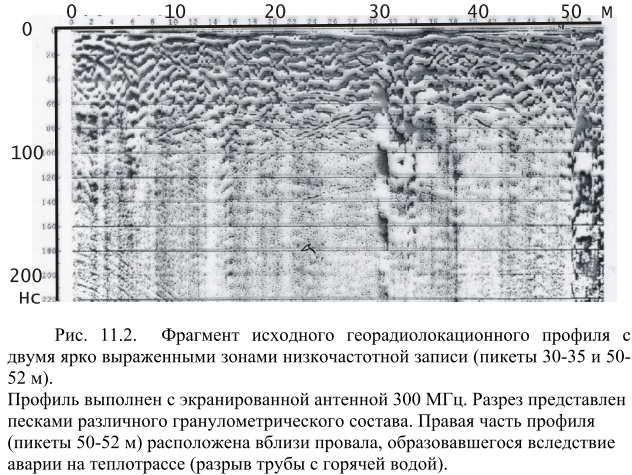 0 10 20 30 40 50 м
0
100
200
нс
Рис. 11.2. Фрагмент исходного георадиолокационного профиля с
двумя ярко выраженными зонами низкочастотной записи (пикеты 30-35 и 50-
52 м).
Профиль выполнен с экранированной антенной 300 МГц. Разрез представлен
песками различного гранулометрического состава. Правая часть профиля
(пикеты 50-52 м) расположена вблизи провала, образовавшегося вследствие
аварии на теплотрассе (разрыв трубы с горячей водой).